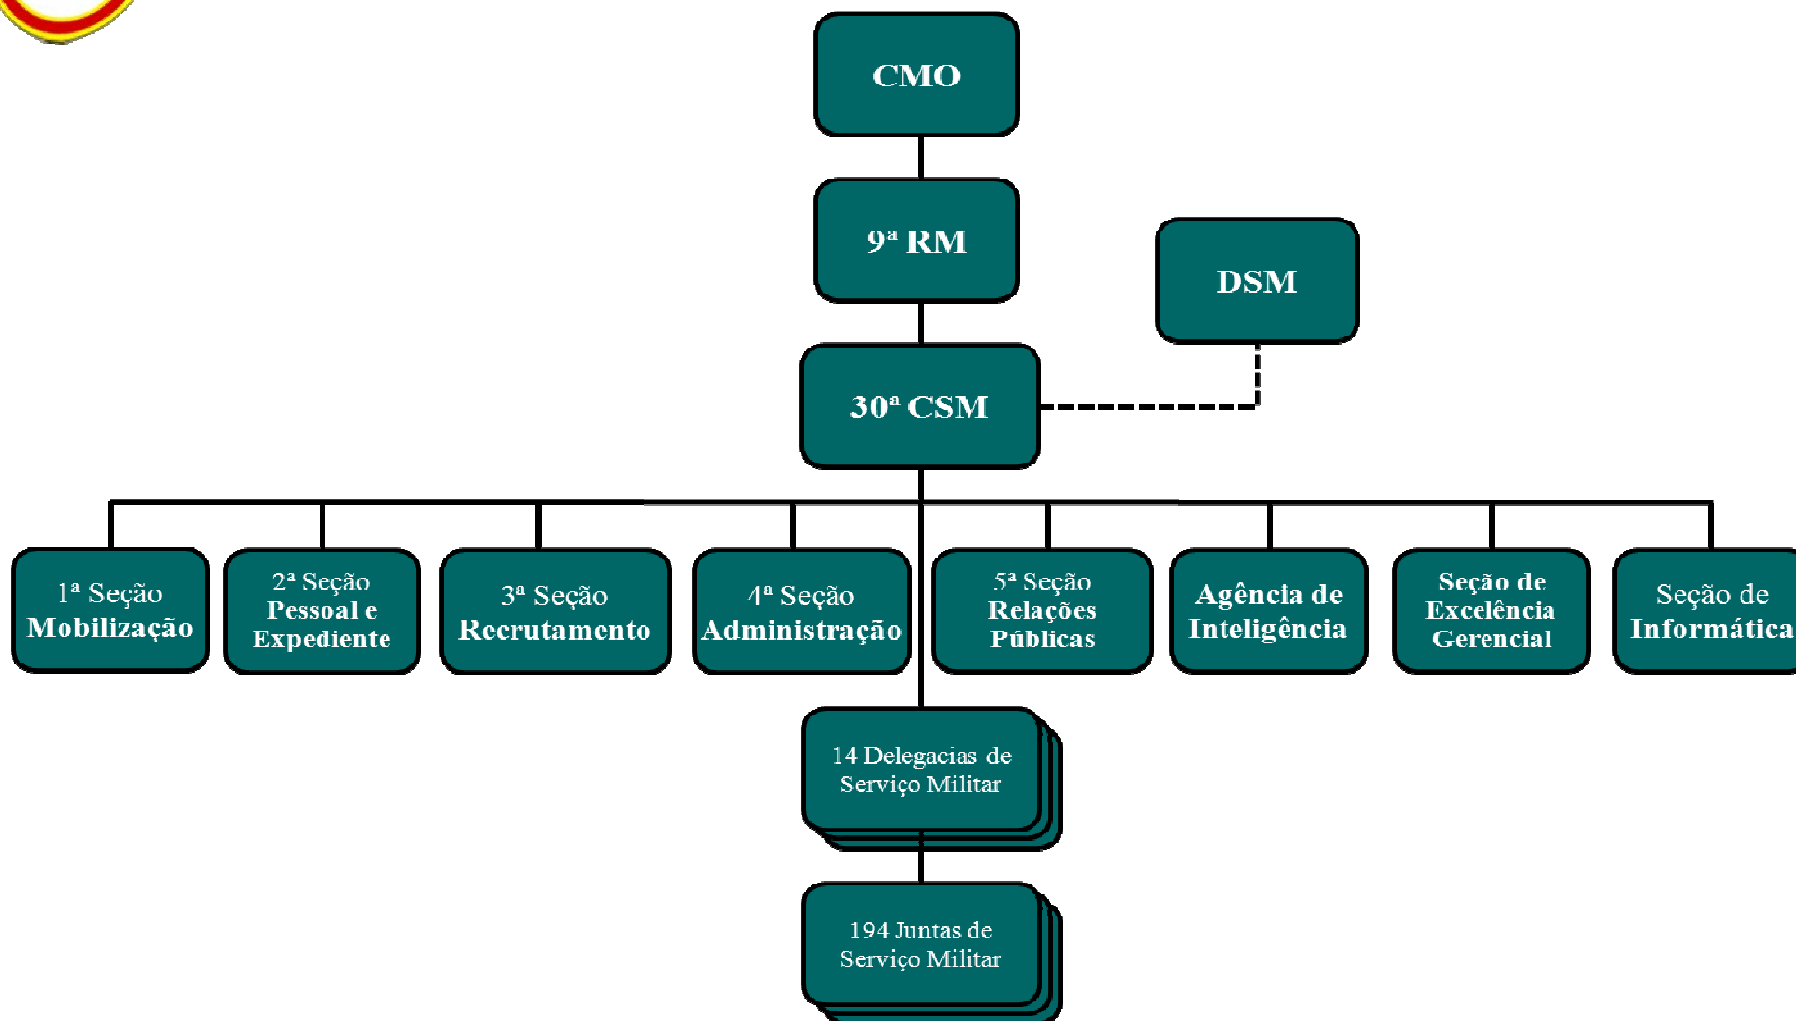 CMO
9ª RM
DSM
30ª CSM
1ª Seção
Mobilização
2ª Seção
Pessoal e
Expediente
3ª Seção
Recrutamento
4ª Seção
Administração
5ª Seção
Relações
Públicas
Agência de
Inteligência
Seção de
Excelência
Gerencial
Seção de
Informática
14 Delegacias de
Serviço Militar
194 Juntas de
Serviço Militar